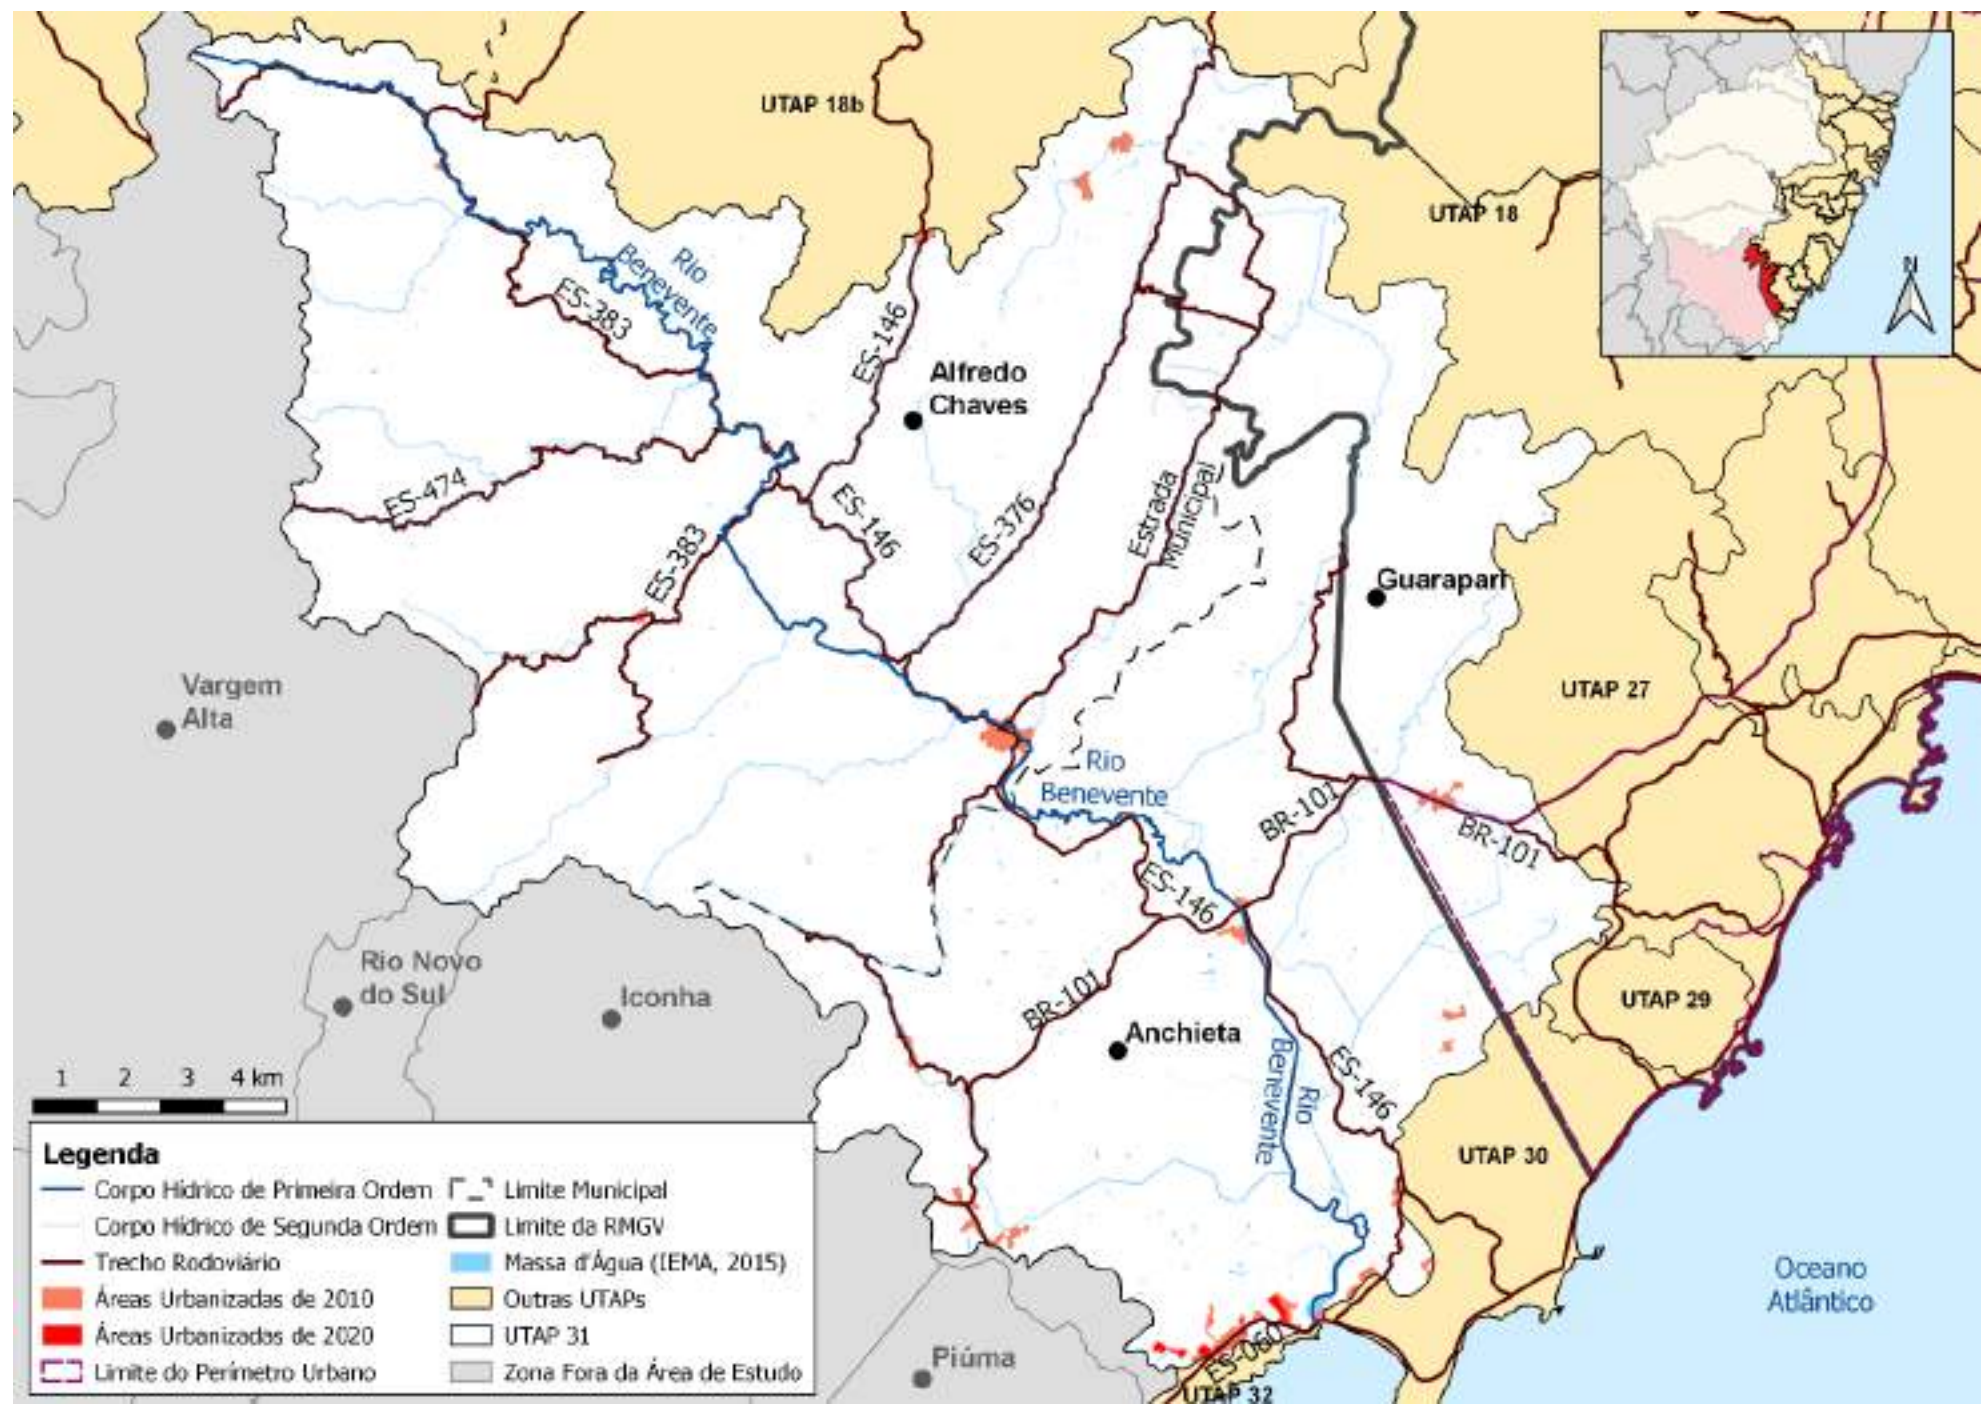 UTAP 18b
UTAP 18
N
Rio
Benevente
ES-383
ES-146
Alfredo
Chaves
ES-474
ES-146
ES-376
Estrada
Municipal
ES-383
Guarapari
Vargem
Alta
UTAP 27
Rio
Benevente
BR-101
BR-101
ES-146
Rio Novo
do Sul
Iconha
BR-101
Anchieta
UTAP 29
Rio
Benevente
ES-146
UTAP 30
1 2 3 4 km
Legenda
Corpo Hídrico de Primeira Ordem
Corpo Hídrico de Segunda Ordem
Trecho Rodoviário
Áreas Urbanizadas de 2010
Áreas Urbanizadas de 2020
Limite do Perímetro Urbano
Limite Municipal
Limite da RMGV
Massa d'Água (IEMA, 2015)
Outras UTAPs
UTAP 31
Zona Fora da Área de Estudo
Oceano
Atlântico
Piúma
ES-060
UTAP 32